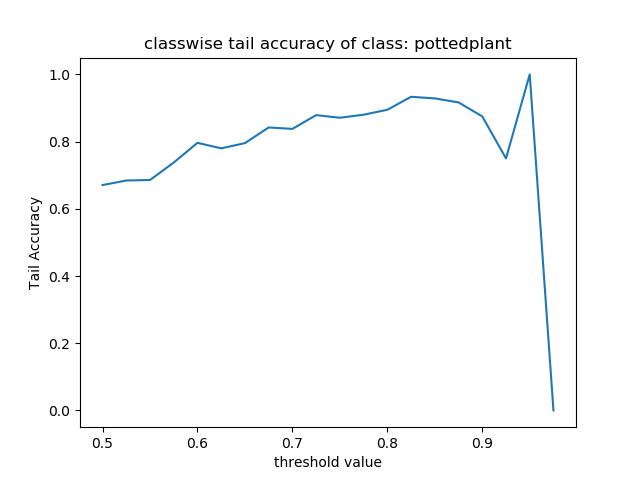 classwise tail accuracy of class: pottedplant
1.0
0.8
0.6
0.4
0.2
0.0
Tail Accuracy
0.5 0.6 0.7 0.8 0.9
threshold value